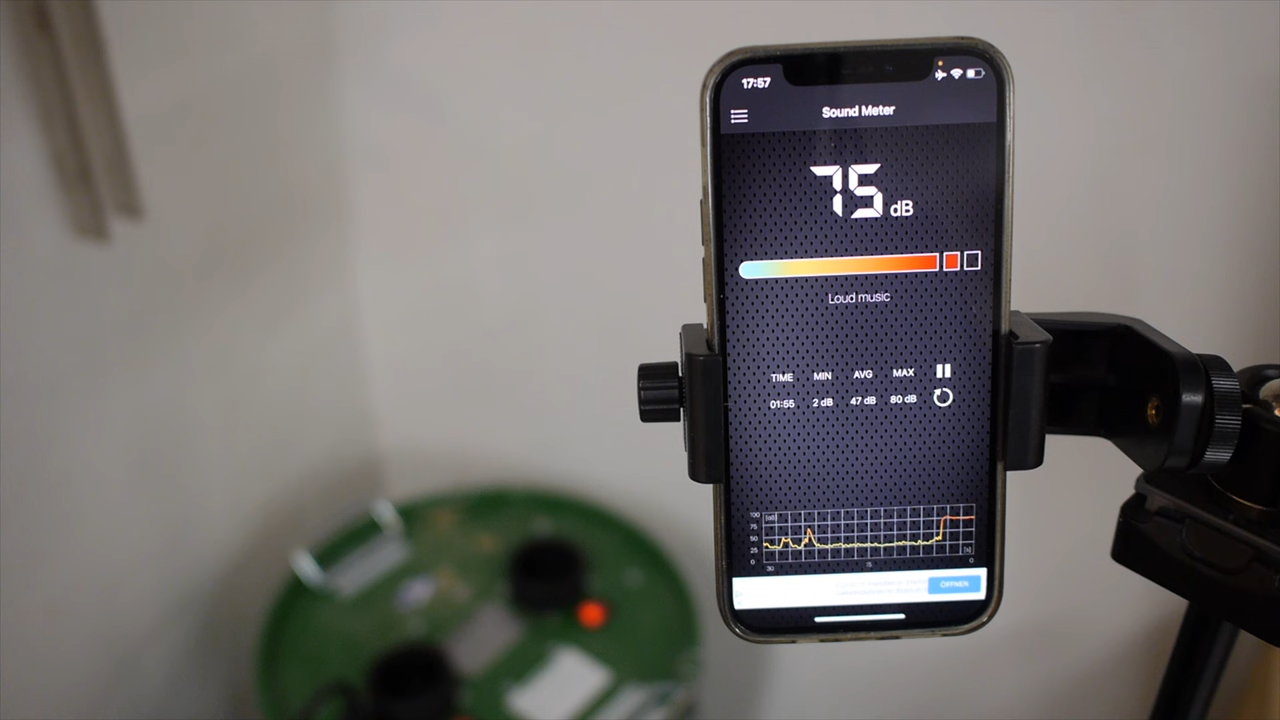 17:57
Sound Meter
75 dB
Loud music
TIME MIN AVG MAX
01:55 2 dB 47 dB 80 dB
100
75
50
25
0
30 15 0
ÖFFNEN